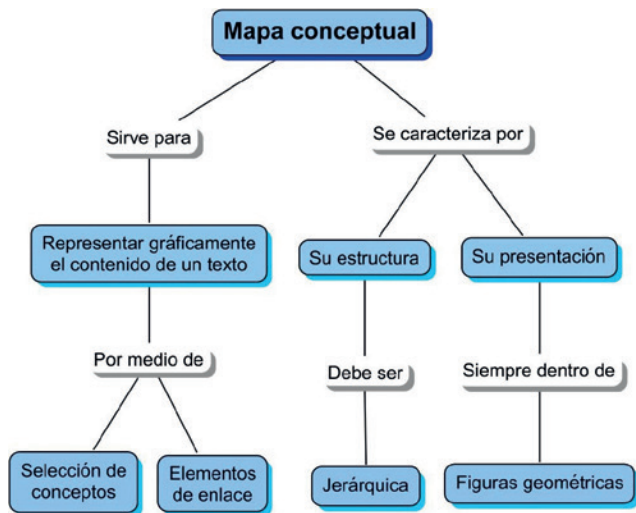 Mapa conceptual
Sirve para
Se caracteriza por
Representar gráficamente
el contenido de un texto
Su estructura
Su presentación
Por medio de
Debe ser
Siempre dentro de
Selección de
conceptos
Elementos
de enlace
Jerárquica
Figuras geométricas